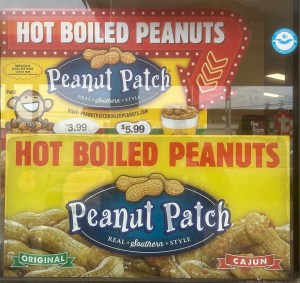 HOT BOILED PEANUTS
Peanut Patch
REAL Southern STYLE
$3.99
$5.99
HOT BOILED PEANUTS
Peanut Patch
REAL Southern STYLE
ORIGINAL
CAJUN